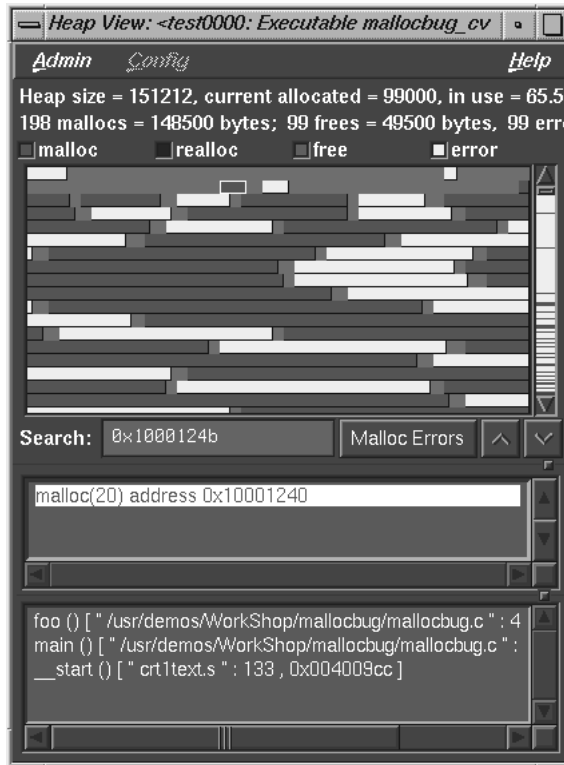 Heap View: <test0000: Executable mallocbug_cv
Admin Config Help
Heap size = 151212, current allocated = 99000, in use = 65.5
198 mallocs = 148500 bytes; 99 frees = 49500 bytes, 99 erro
malloc realloc free error
Search: 0x1000124b Malloc Errors
malloc(20) address 0x10001240
foo () [ " /usr/demos/WorkShop/mallocbug/mallocbug.c " : 4
main () [ " /usr/demos/WorkShop/mallocbug/mallocbug.c " :
__start () [ " crt1text.s " : 133 , 0x004009cc ]